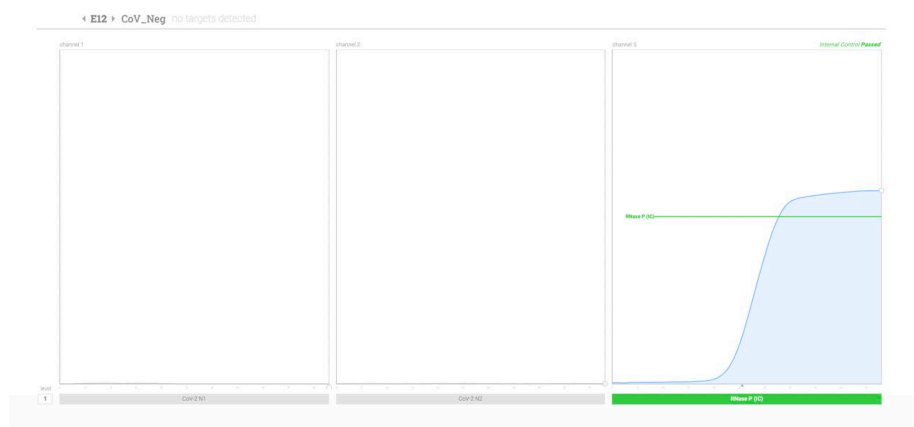 E12 CoV_Neg no targets detected
channel 1
channel 2
channel 5
Internal Control Passed
RNase P (IC)
1
CoV-2 N1
CoV-2 N2
RNase P (IC)